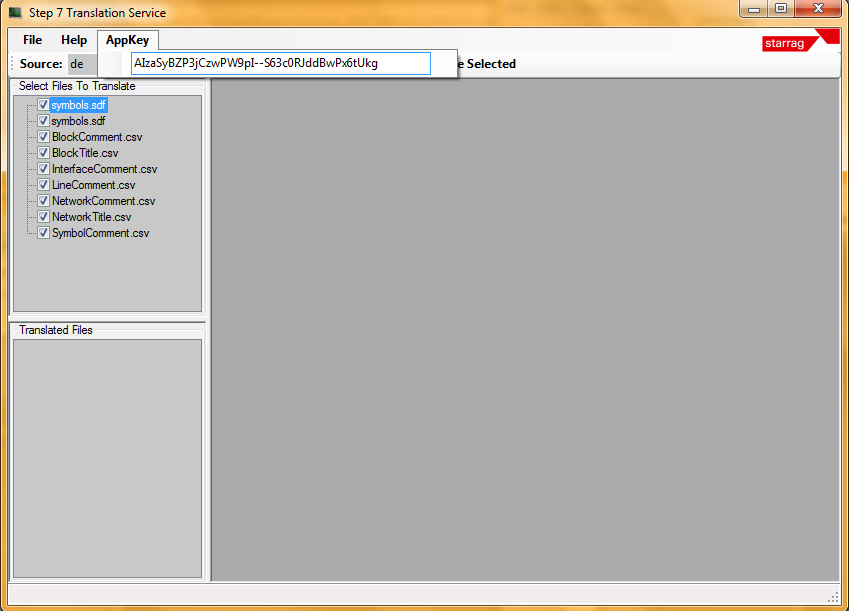 Step 7 Translation Service
File Help AppKey
starrag
Source: de
AIzaSyBZP3jCzwPW9pI--S63c0RJddBwPx6tUkg
e Selected
Select Files To Translate
symbols.sdf
symbols.sdf
BlockComment.csv
BlockTitle.csv
InterfaceComment.csv
LineComment.csv
NetworkComment.csv
NetworkTitle.csv
SymbolComment.csv
Translated Files